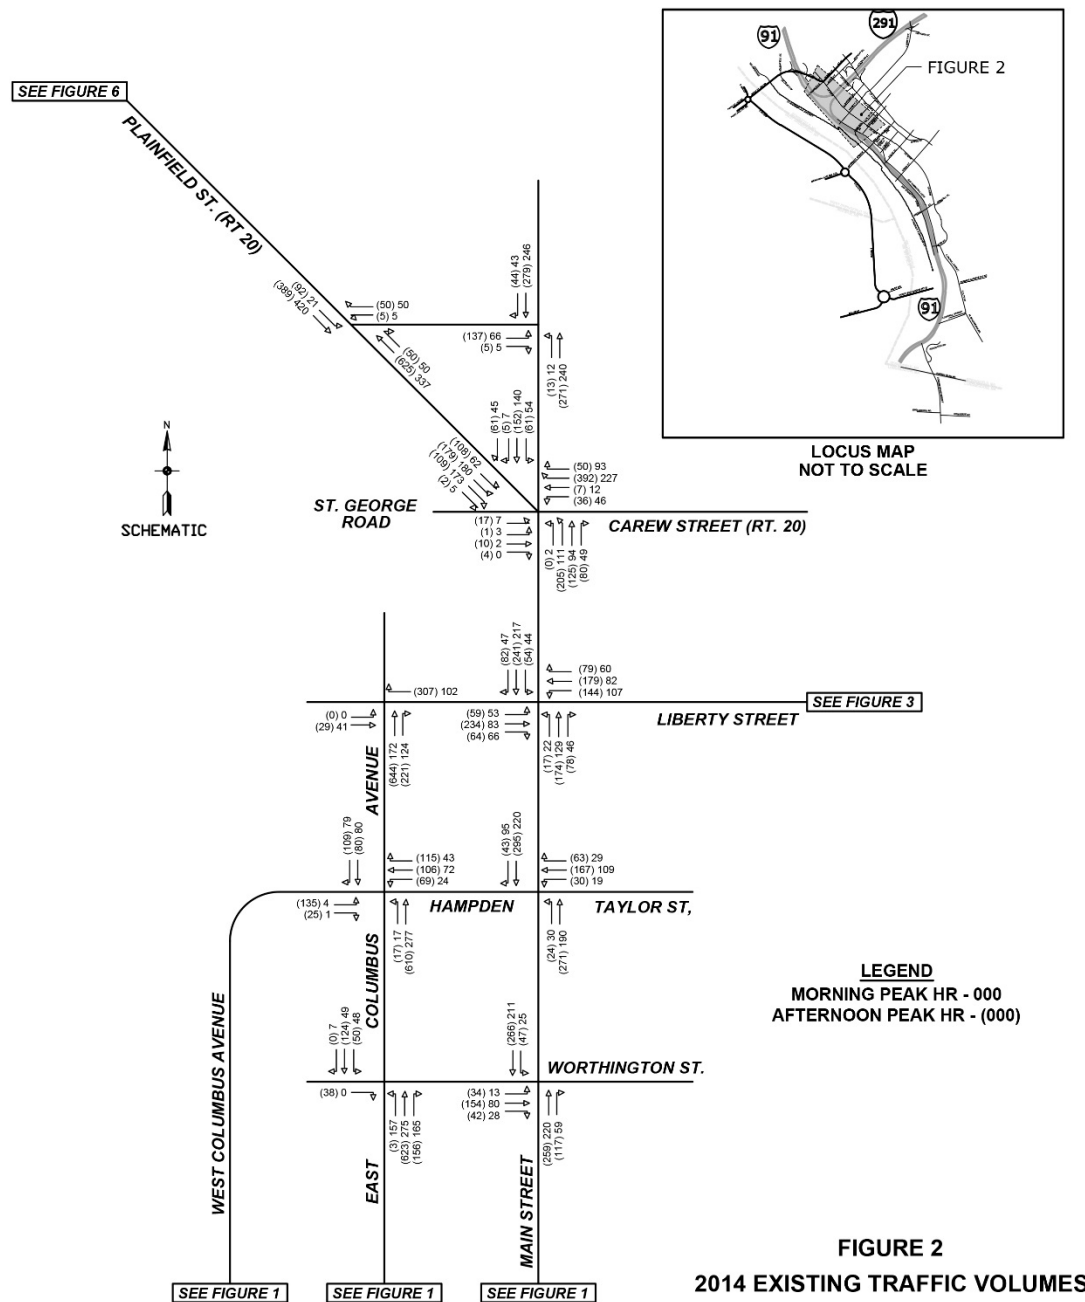 91
291
FIGURE 2
91
LOCUS MAP
NOT TO SCALE
SEE FIGURE 6
PLAINFIELD ST. (RT 20)
(92) 21
(389) 420
(50) 50
(5) 5
(44) 43
(279) 246
(137) 66
(5) 5
(50) 50
(625) 337
(13) 12
(271) 240
(61) 45
(5) 7
(152) 140
(61) 54
N
SCHEMATIC
(108) 62
(179) 180
(109) 173
(2) 5
(50) 93
(392) 227
(7) 12
(36) 46
ST. GEORGE
ROAD
CAREW STREET (RT. 20)
(17) 7
(1) 3
(10) 2
(4) 0
(0) 2
(205) 111
(125) 94
(80) 49
(82) 47
(241) 217
(54) 44
(307) 102
(79) 60
(179) 82
(144) 107
SEE FIGURE 3
LIBERTY STREET
(0) 0
(29) 41
(59) 53
(234) 83
(64) 66
(644) 172
(221) 124
(17) 22
(174) 129
(78) 46
AVENUE
(109) 79
(80) 80
(43) 95
(295) 220
(115) 43
(106) 72
(69) 24
(63) 29
(167) 109
(30) 19
HAMPDEN
TAYLOR ST,
(135) 4
(25) 1
(17) 17
(610) 277
(24) 30
(271) 190
COLUMBUS
LEGEND
MORNING PEAK HR - 000
AFTERNOON PEAK HR - (000)
WEST COLUMBUS AVENUE
(0) 7
(124) 49
(50) 48
(266) 211
(47) 25
WORTHINGTON ST.
(38) 0
(34) 13
(154) 80
(42) 28
(3) 157
(623) 275
(156) 165
(259) 220
(117) 59
EAST
MAIN STREET
SEE FIGURE 1
SEE FIGURE 1
SEE FIGURE 1
FIGURE 2
2014 EXISTING TRAFFIC VOLUMES